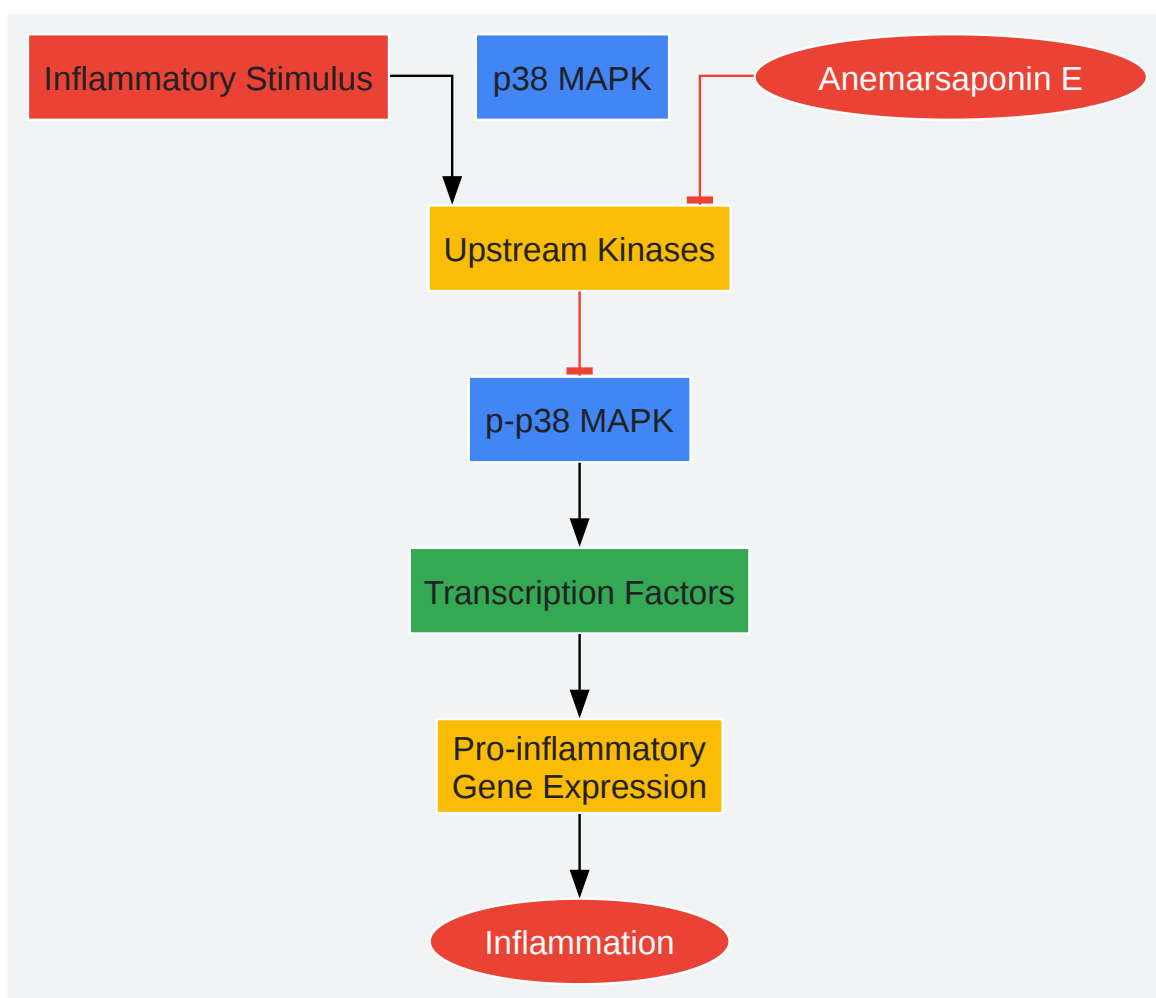 Inflammatory Stimulus
p38 MAPK
Anemarsaponin E
Upstream Kinases
p-p38 MAPK
Transcription Factors
Pro-inflammatory
Gene Expression
Inflammation